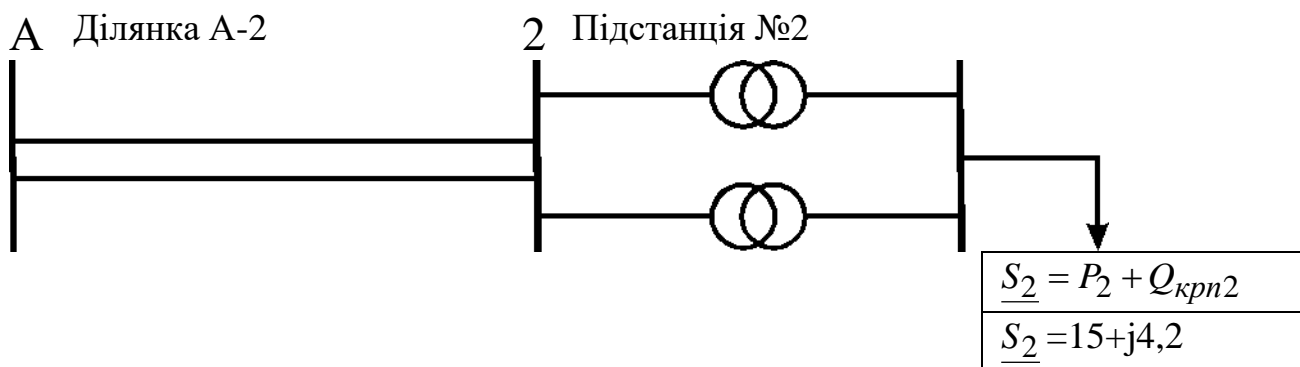 А Ділянка А-2 2 Підстанція №2
S2 = P2 + Qкрп2
S2 =15+j4,2